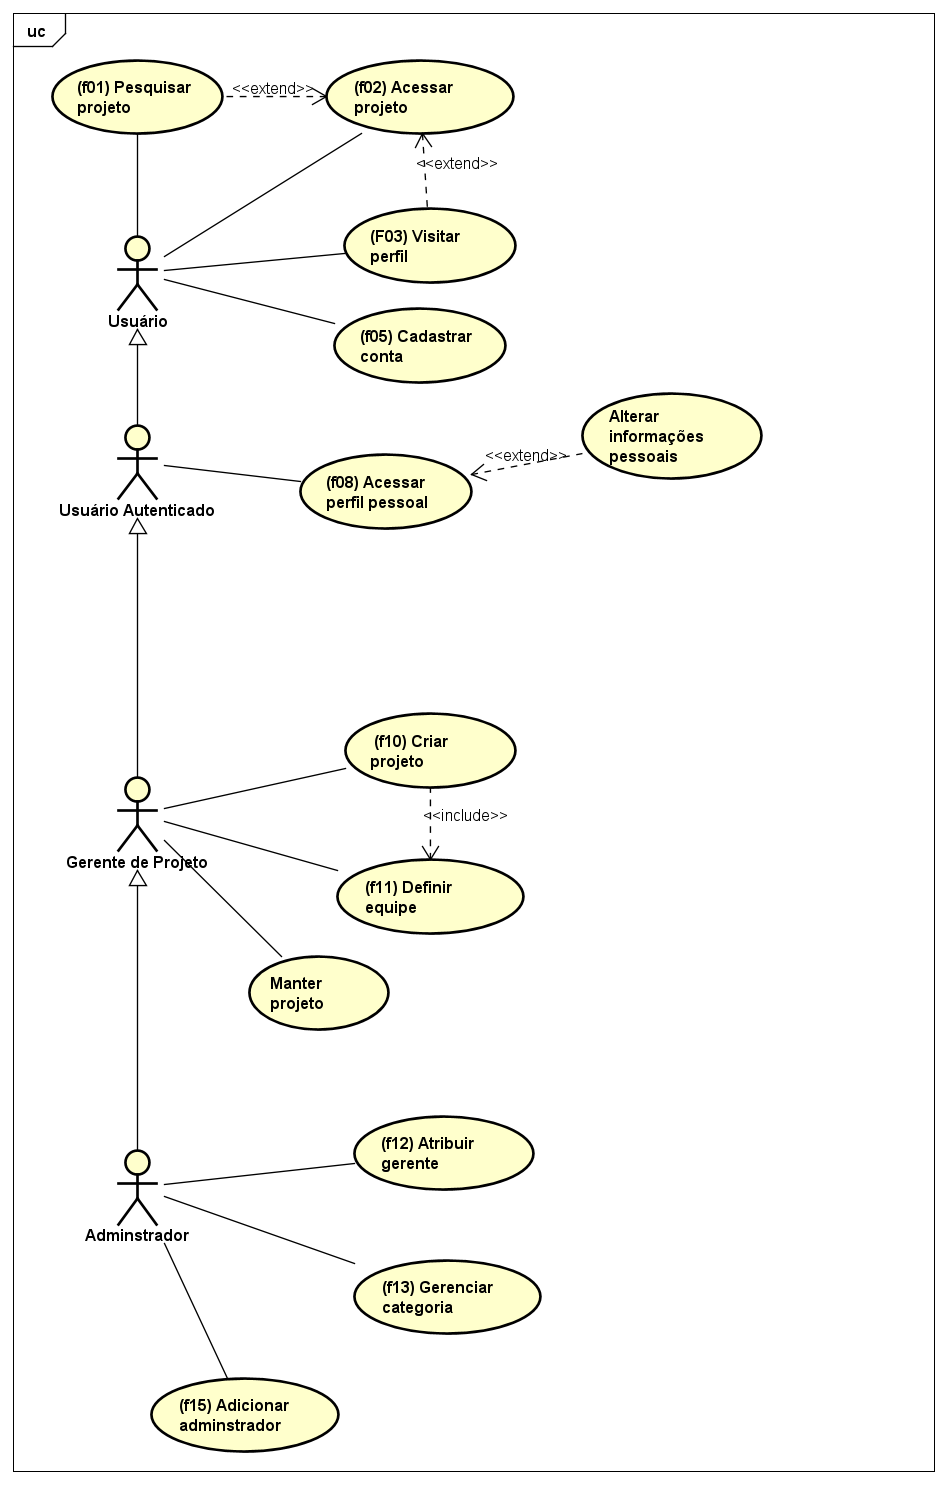 uc
(f01) Pesquisar
projeto
<<extend>>
(f02) Acessar
projeto
<<extend>>
(F03) Visitar
perfil
Usuário
(f05) Cadastrar
conta
Alterar
informações
pessoais
<<extend>>
(f08) Acessar
perfil pessoal
Usuário Autenticado
(f10) Criar
projeto
<<include>>
Gerente de Projeto
(f11) Definir
equipe
Manter
projeto
(f12) Atribuir
gerente
Adminstrador
(f13) Gerenciar
categoria
(f15) Adicionar
adminstrador